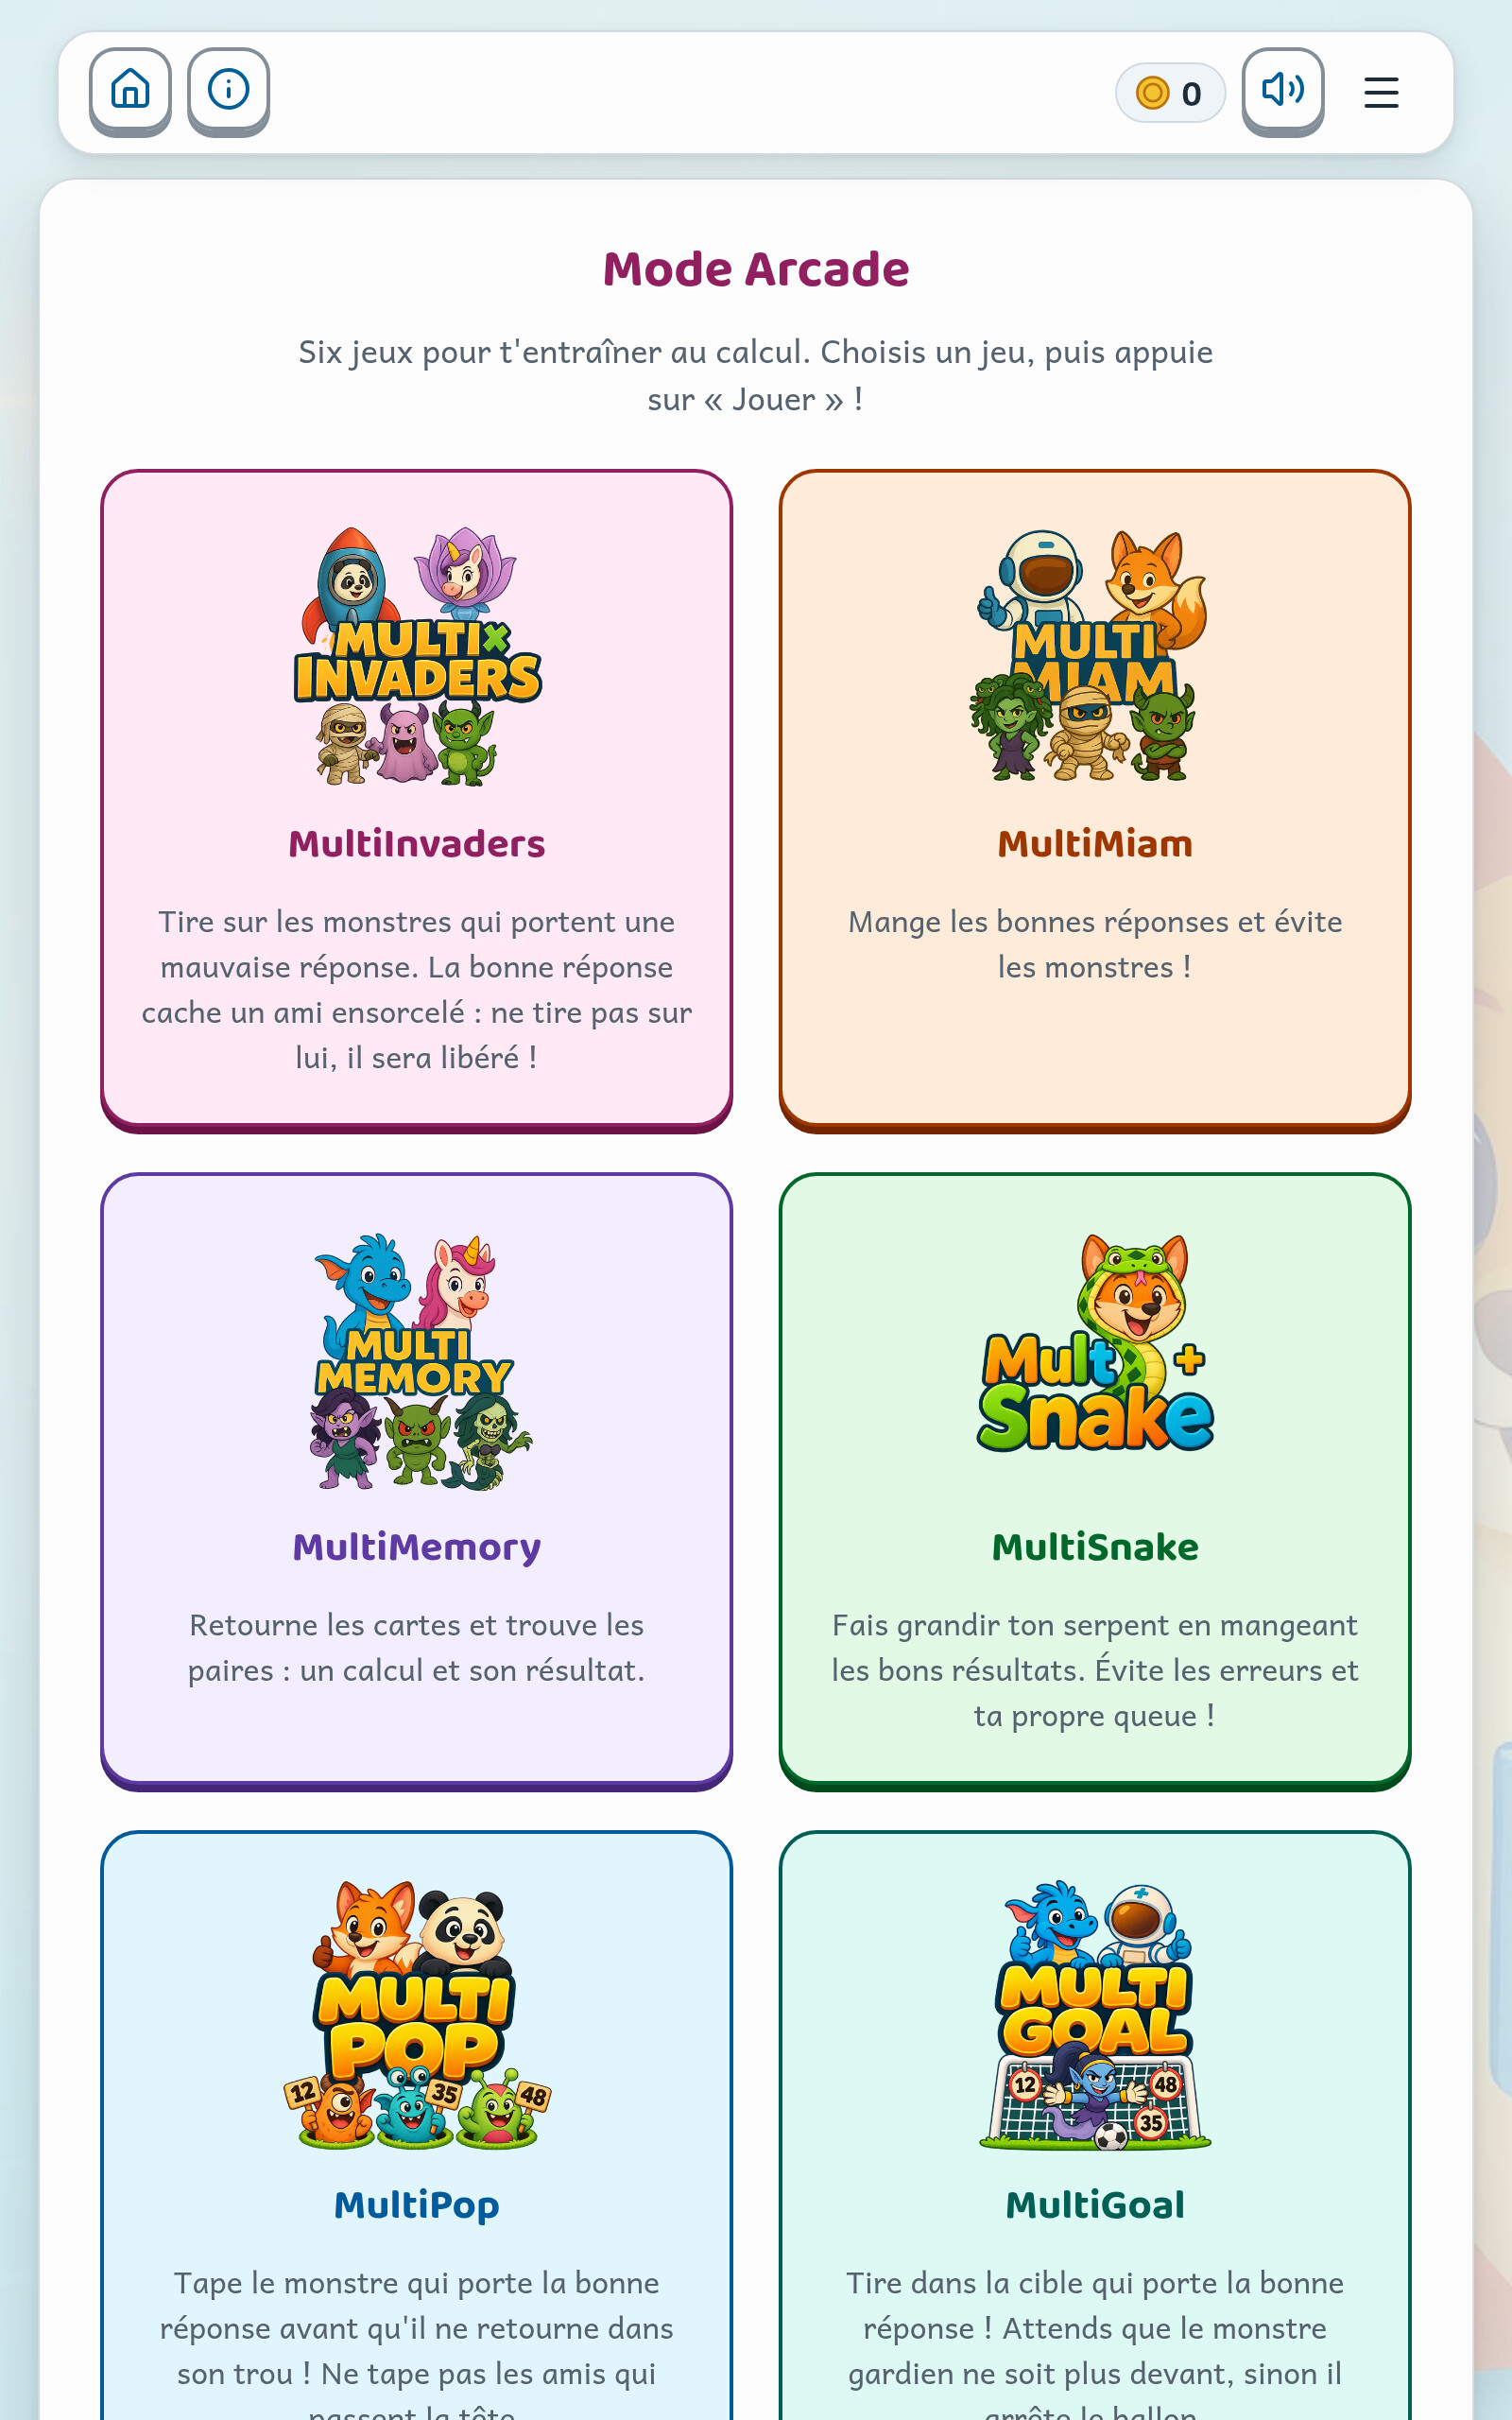 0
Mode Arcade
Six jeux pour t'entraîner au calcul. Choisis un jeu, puis appuie
sur « Jouer » !
MULTI×
INVADERS
MultiInvaders
Tire sur les monstres qui portent une
mauvaise réponse. La bonne réponse
cache un ami ensorcelé : ne tire pas sur
lui, il sera libéré !
MULTI
MIAM
MultiMiam
Mange les bonnes réponses et évite
les monstres !
MULTI
MEMORY
MultiMemory
Retourne les cartes et trouve les
paires : un calcul et son résultat.
Mult +
Snake
MultiSnake
Fais grandir ton serpent en mangeant
les bons résultats. Évite les erreurs et
ta propre queue !
MULTI
POP
12 35 48
MultiPop
Tape le monstre qui porte la bonne
réponse avant qu'il ne retourne dans
son trou ! Ne tape pas les amis qui
passent la tête.
MULTI
GOAL
12 48
35
MultiGoal
Tire dans la cible qui porte la bonne
réponse ! Attends que le monstre
gardien ne soit plus devant, sinon il
arrête le ballon.